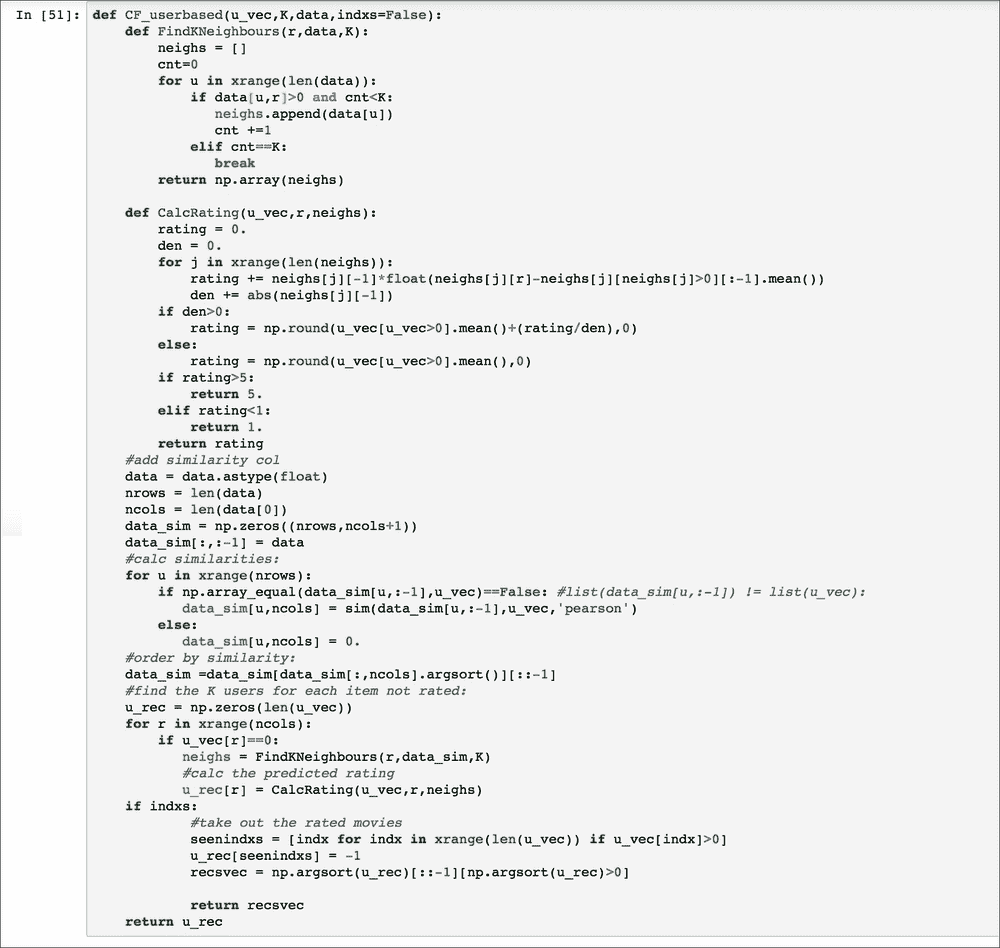 In [51]: def CF_userbased(u_vec,K,data,indxs=False):
    def FindKNeighbours(r,data,K):
        neighs = []
        cnt=0
        for u in xrange(len(data)):
            if data[u,r]>0 and cnt<K:
               neighs.append(data[u])
               cnt +=1
            elif cnt==K:
               break
        return np.array(neighs)

    def CalcRating(u_vec,r,neighs):
        rating = 0.
        den = 0.
        for j in xrange(len(neighs)):
            rating += neighs[j][-1]*float(neighs[j][r]-neighs[j][neighs[j]>0][:-1].mean())
            den += abs(neighs[j][-1])
        if den>0:
            rating = np.round(u_vec[u_vec>0].mean()+(rating/den),0)
        else:
            rating = np.round(u_vec[u_vec>0].mean(),0)
        if rating>5:
            return 5.
        elif rating<1:
            return 1.
        return rating
    #add similarity col
    data = data.astype(float)
    nrows = len(data)
    ncols = len(data[0])
    data_sim = np.zeros((nrows,ncols+1))
    data_sim[:,:-1] = data
    #calc similarities:
    for u in xrange(nrows):
        if np.array_equal(data_sim[u,:-1],u_vec)==False: #list(data_sim[u,:-1]) != list(u_vec):
           data_sim[u,ncols] = sim(data_sim[u,:-1],u_vec,'pearson')
        else:
           data_sim[u,ncols] = 0.
    #order by similarity:
    data_sim =data_sim[data_sim[:,ncols].argsort()][::-1]
    #find the K users for each item not rated:
    u_rec = np.zeros(len(u_vec))
    for r in xrange(ncols):
        if u_vec[r]==0:
           neighs = FindKNeighbours(r,data_sim,K)
           #calc the predicted rating
           u_rec[r] = CalcRating(u_vec,r,neighs)
    if indxs:
            #take out the rated movies
            seenindxs = [indx for indx in xrange(len(u_vec)) if u_vec[indx]>0]
            u_rec[seenindxs] = -1
            recsvec = np.argsort(u_rec)[::-1][np.argsort(u_rec)>0]

            return recsvec
    return u_rec